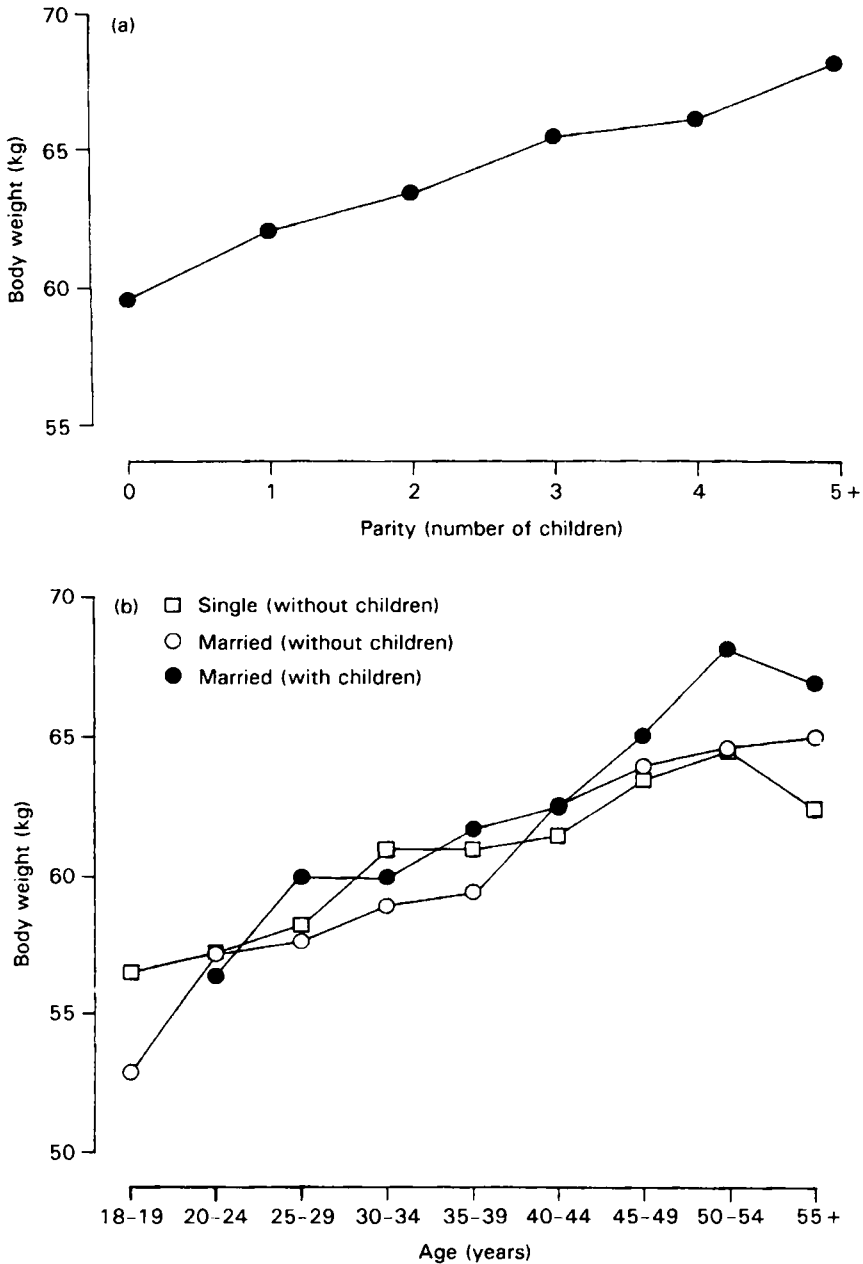 (a)
70
65
60
55
Body weight (kg)
0 1 2 3 4 5+
Parity (number of children)
(b)
Single (without children)
Married (without children)
Married (with children)
70
65
60
55
50
Body weight (kg)
18-19 20-24 25-29 30-34 35-39 40-44 45-49 50-54 55+
Age (years)